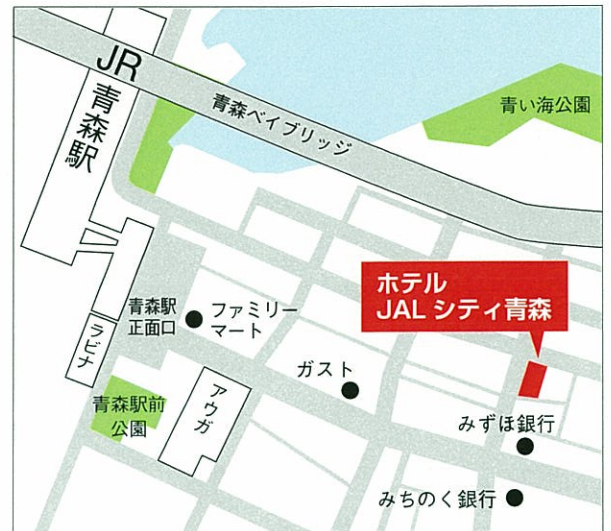 JR
青森駅
青森ベイブリッジ
青い海公園
ホテル
JALシティ青森
青森駅
正面口
ファミリー
マート
ラビナ
ガスト
青森駅前
公園
アウガ
みずほ銀行
みちのく銀行